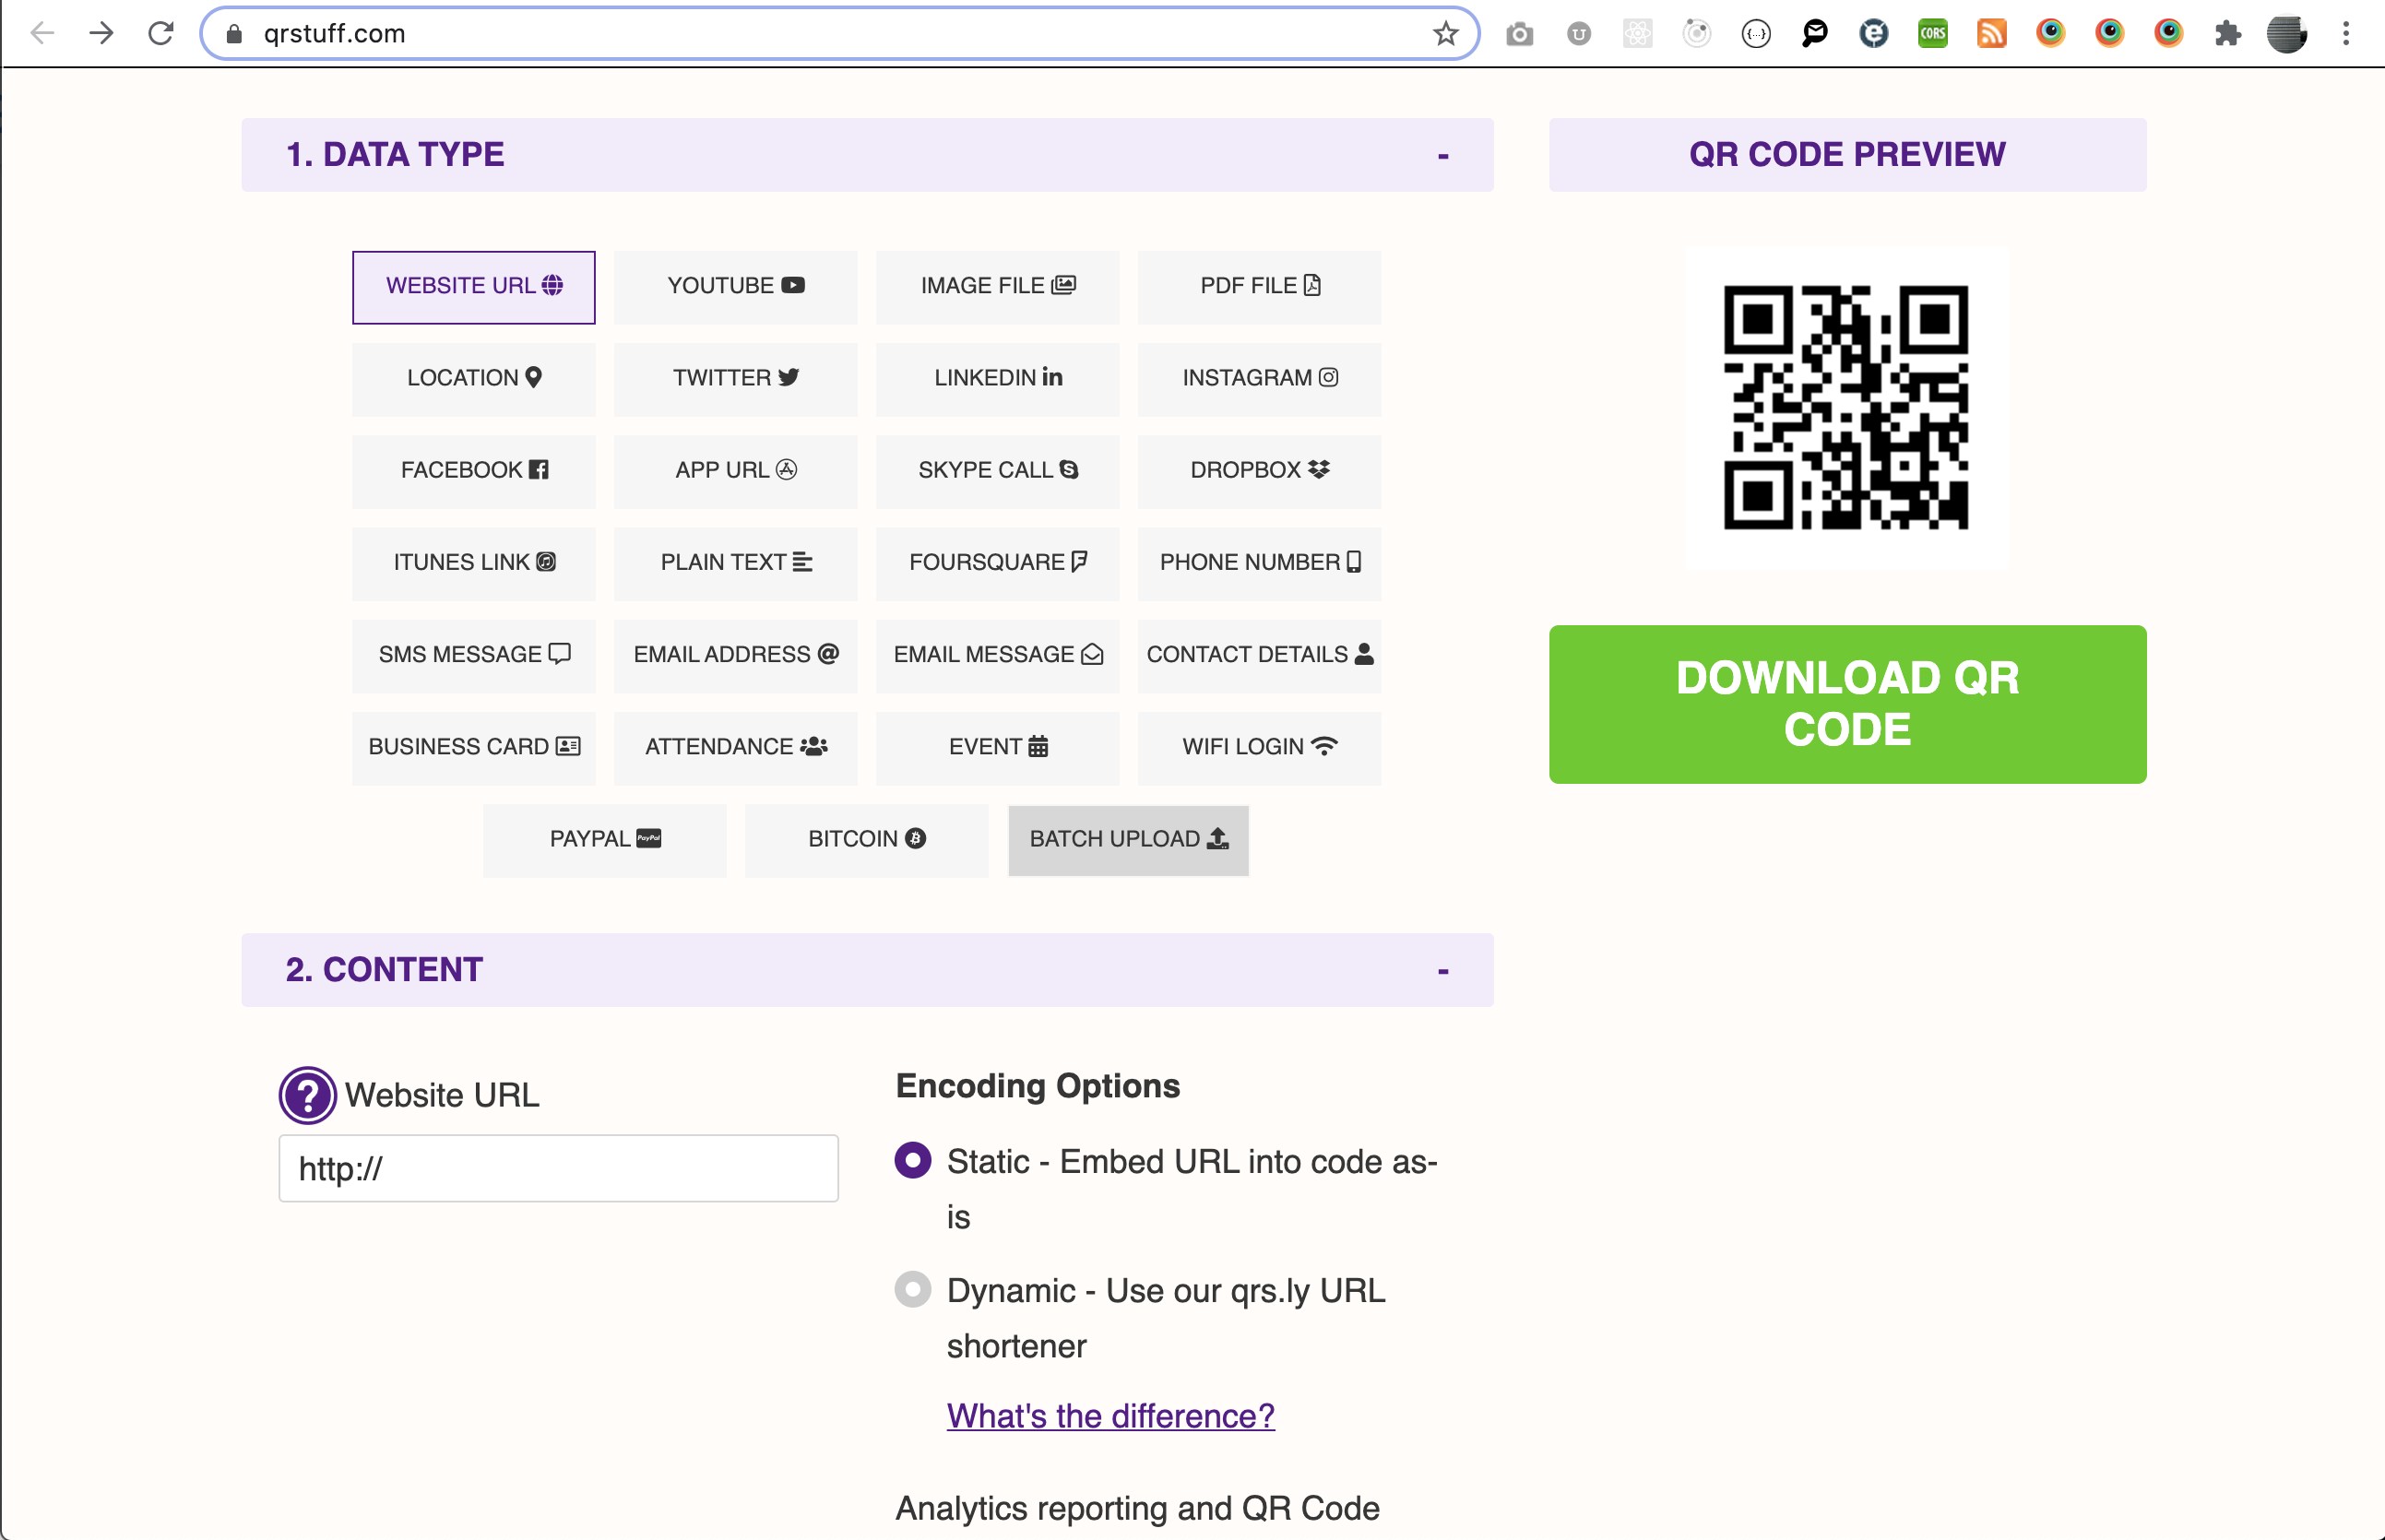 qrstuff.com
CORS
1. DATA TYPE -
WEBSITE URL YOUTUBE IMAGE FILE PDF FILE
LOCATION TWITTER LINKEDIN in INSTAGRAM
FACEBOOK APP URL SKYPE CALL DROPBOX
ITUNES LINK PLAIN TEXT FOURSQUARE PHONE NUMBER
SMS MESSAGE EMAIL ADDRESS @ EMAIL MESSAGE CONTACT DETAILS
BUSINESS CARD ATTENDANCE EVENT WIFI LOGIN
PAYPAL PayPal BITCOIN BATCH UPLOAD
2. CONTENT -
? Website URL
http://
Encoding Options
Static - Embed URL into code as-
is
Dynamic - Use our qrs.ly URL
shortener
What's the difference?
Analytics reporting and QR Code
QR CODE PREVIEW
DOWNLOAD QR
CODE